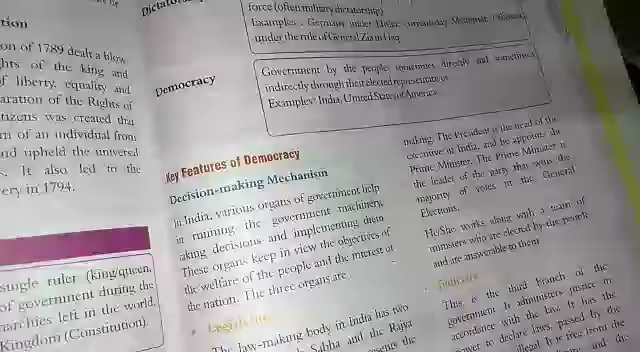 tion
on of 1789 dealt a blow
hts of the king and
f liberty, equality and
aration of the Rights of
tizens was created that
m of an individual from
nd upheld the universal
s. It also led to the
ery in 1794.
single ruler (king/queen,
of government during the
narchies left in the world.
Kingdom (Constitution).
force (often military dictatorship)
Examples : Germany under Hitler,
under the rule of General Zia ul Haq
Democracy
Government by the people; sometimes directly and sometimes
indirectly through their elected representatives
Examples: India, United States of America
Key Features of Democracy
Decision-making Mechanism
In India, various organs of government help
in running the government machinery,
taking decisions and implementing them
These organs keep in view the objectives of
the welfare of the people and the interest of
the nation. The three organs are
The law-making body in India has two
Sabha and the Rajya
the
making. The President is the head of the
executive in India, and he appoints the
Prime Minister. The Prime Minister is
the leader of the party that wins the
majority of votes in the General
Elections.
He/She works along with a team of
ministers who are elected by the people
and are answerable to them
Judiciary
This is the third branch of the
government. It administers justice in
accordance with the law. It has the
power to declare laws, passed by the
illegal
free from the
and the